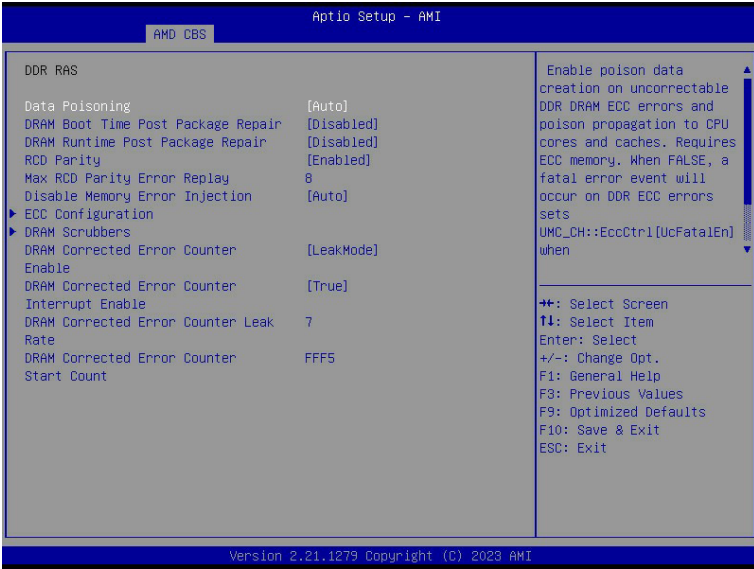 Aptio Setup – AMI
AMD CBS
DDR RAS
Data Poisoning [Auto]
DRAM Boot Time Post Package Repair [Disabled]
DRAM Runtime Post Package Repair [Disabled]
RCD Parity [Enabled]
Max RCD Parity Error Replay 8
Disable Memory Error Injection [Auto]
ECC Configuration
DRAM Scrubbers
DRAM Corrected Error Counter [LeakMode]
Enable
DRAM Corrected Error Counter [True]
Interrupt Enable
DRAM Corrected Error Counter Leak 7
Rate
DRAM Corrected Error Counter FFF5
Start Count
Enable poison data
creation on uncorrectable
DDR DRAM ECC errors and
poison propagation to CPU
cores and caches. Requires
ECC memory. When FALSE, a
fatal error event will
occur on DDR ECC errors
sets
UMC_CH::EccCtrl[UcFatalEn]
when
→←: Select Screen
↑↓: Select Item
Enter: Select
+/-: Change Opt.
F1: General Help
F3: Previous Values
F9: Optimized Defaults
F10: Save & Exit
ESC: Exit
Version 2.21.1279 Copyright (C) 2023 AMI